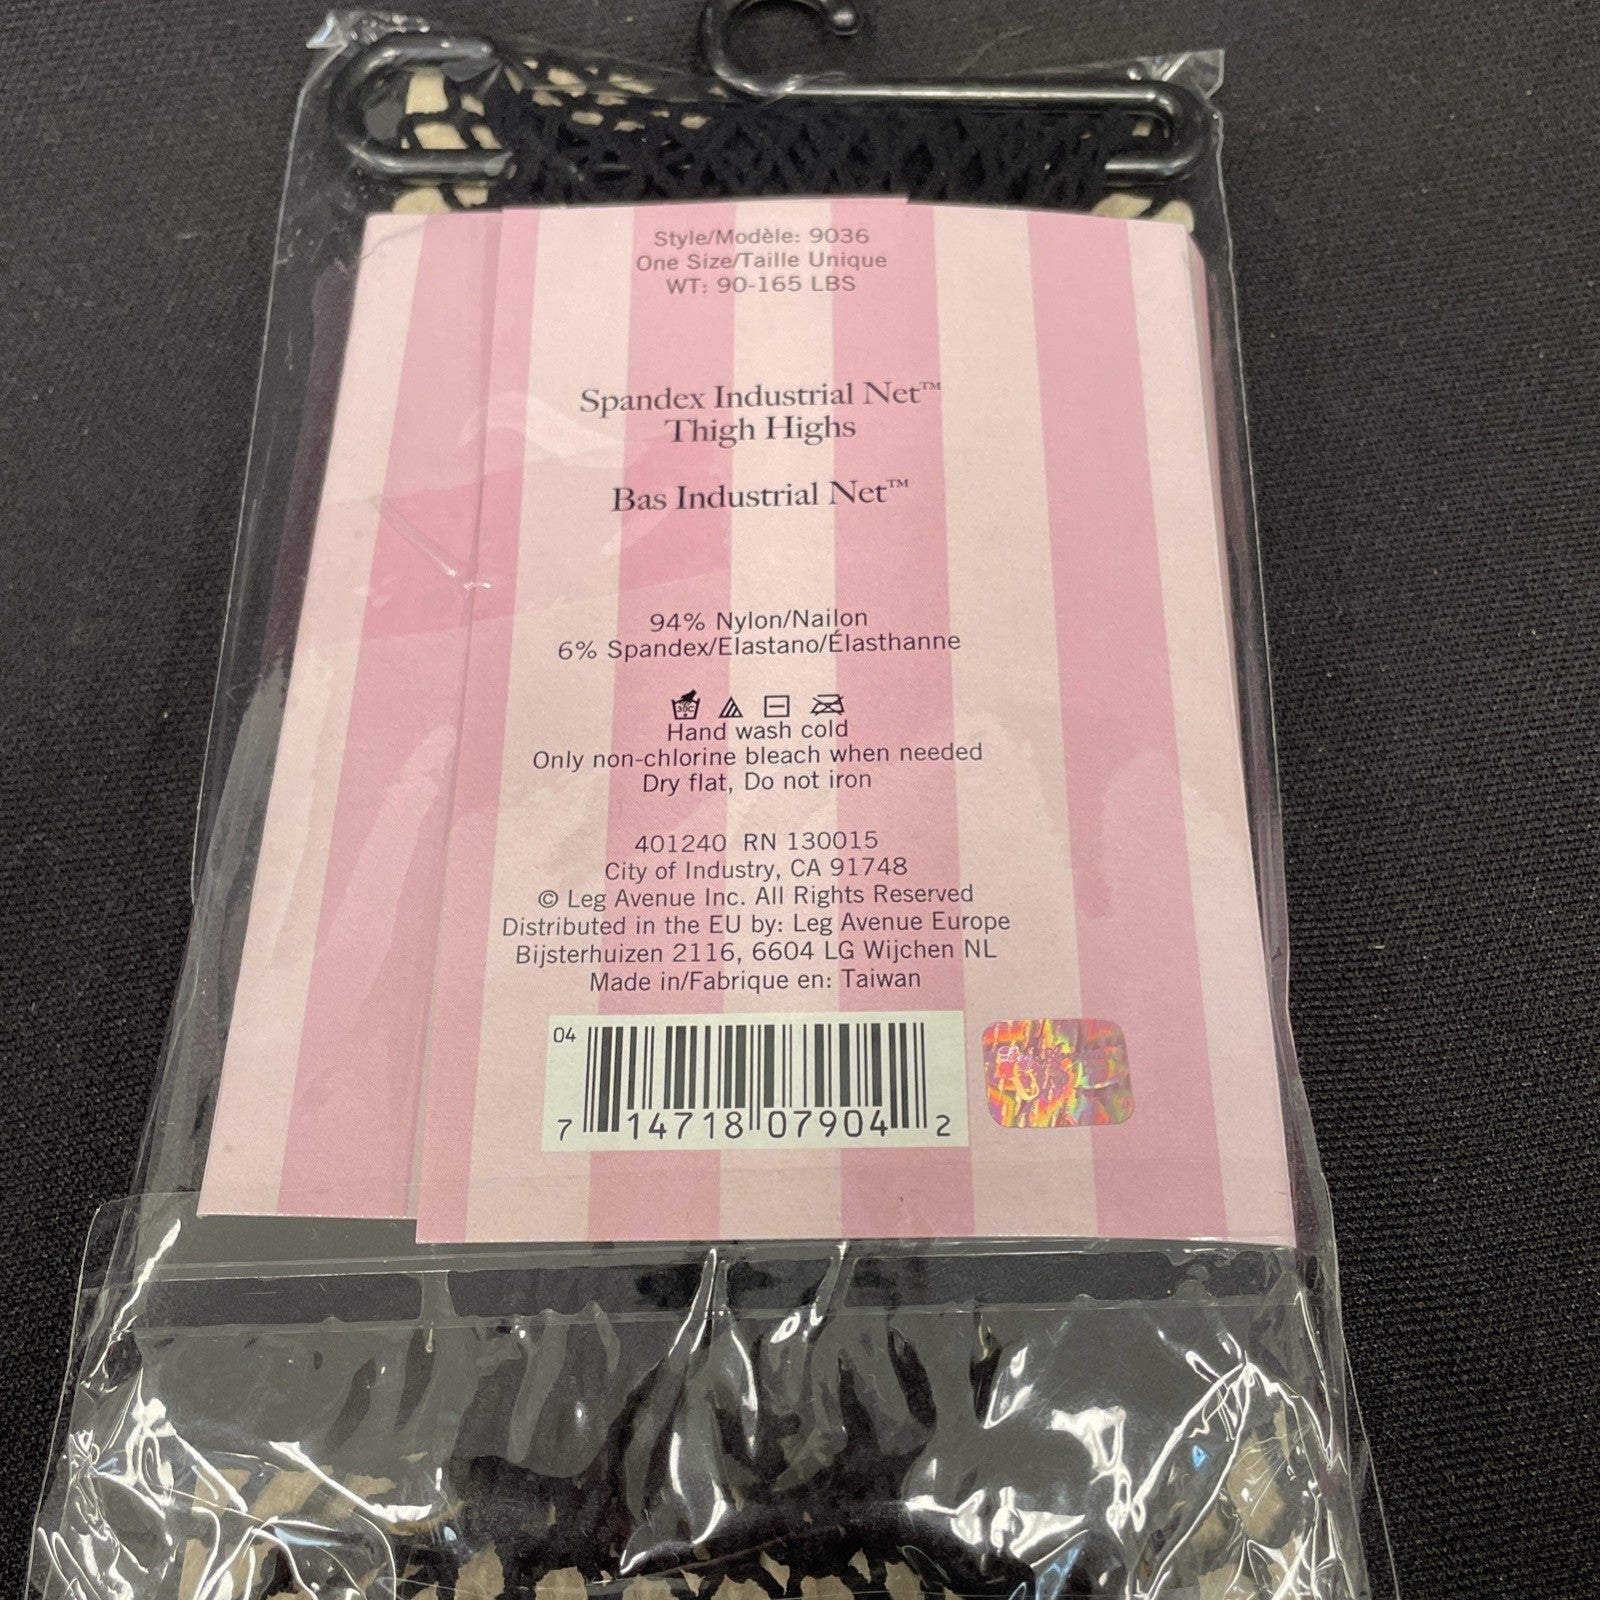 Style/Modèle: 9036
One Size/Taille Unique
WT: 90-165 LBS
Spandex Industrial Net™
Thigh Highs
Bas Industrial Net™
94% Nylon/Nailon
6% Spandex/Elastano/Élasthanne
30C
Hand wash cold
Only non-chlorine bleach when needed
Dry flat, Do not iron
401240 RN 130015
City of Industry, CA 91748
© Leg Avenue Inc. All Rights Reserved
Distributed in the EU by: Leg Avenue Europe
Bijsterhuizen 2116, 6604 LG Wijchen NL
Made in/Fabrique en: Taiwan
04
7 14718 07904 2